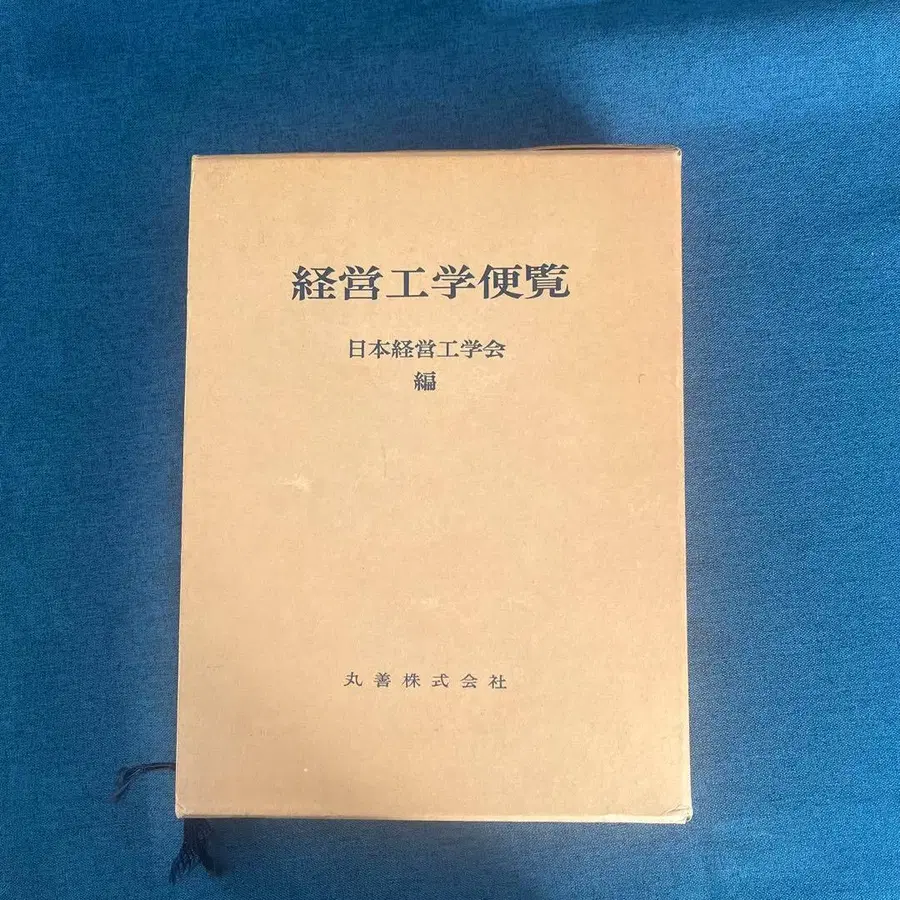 経営工学便覧
日本経営工学会
編
丸善株式会社